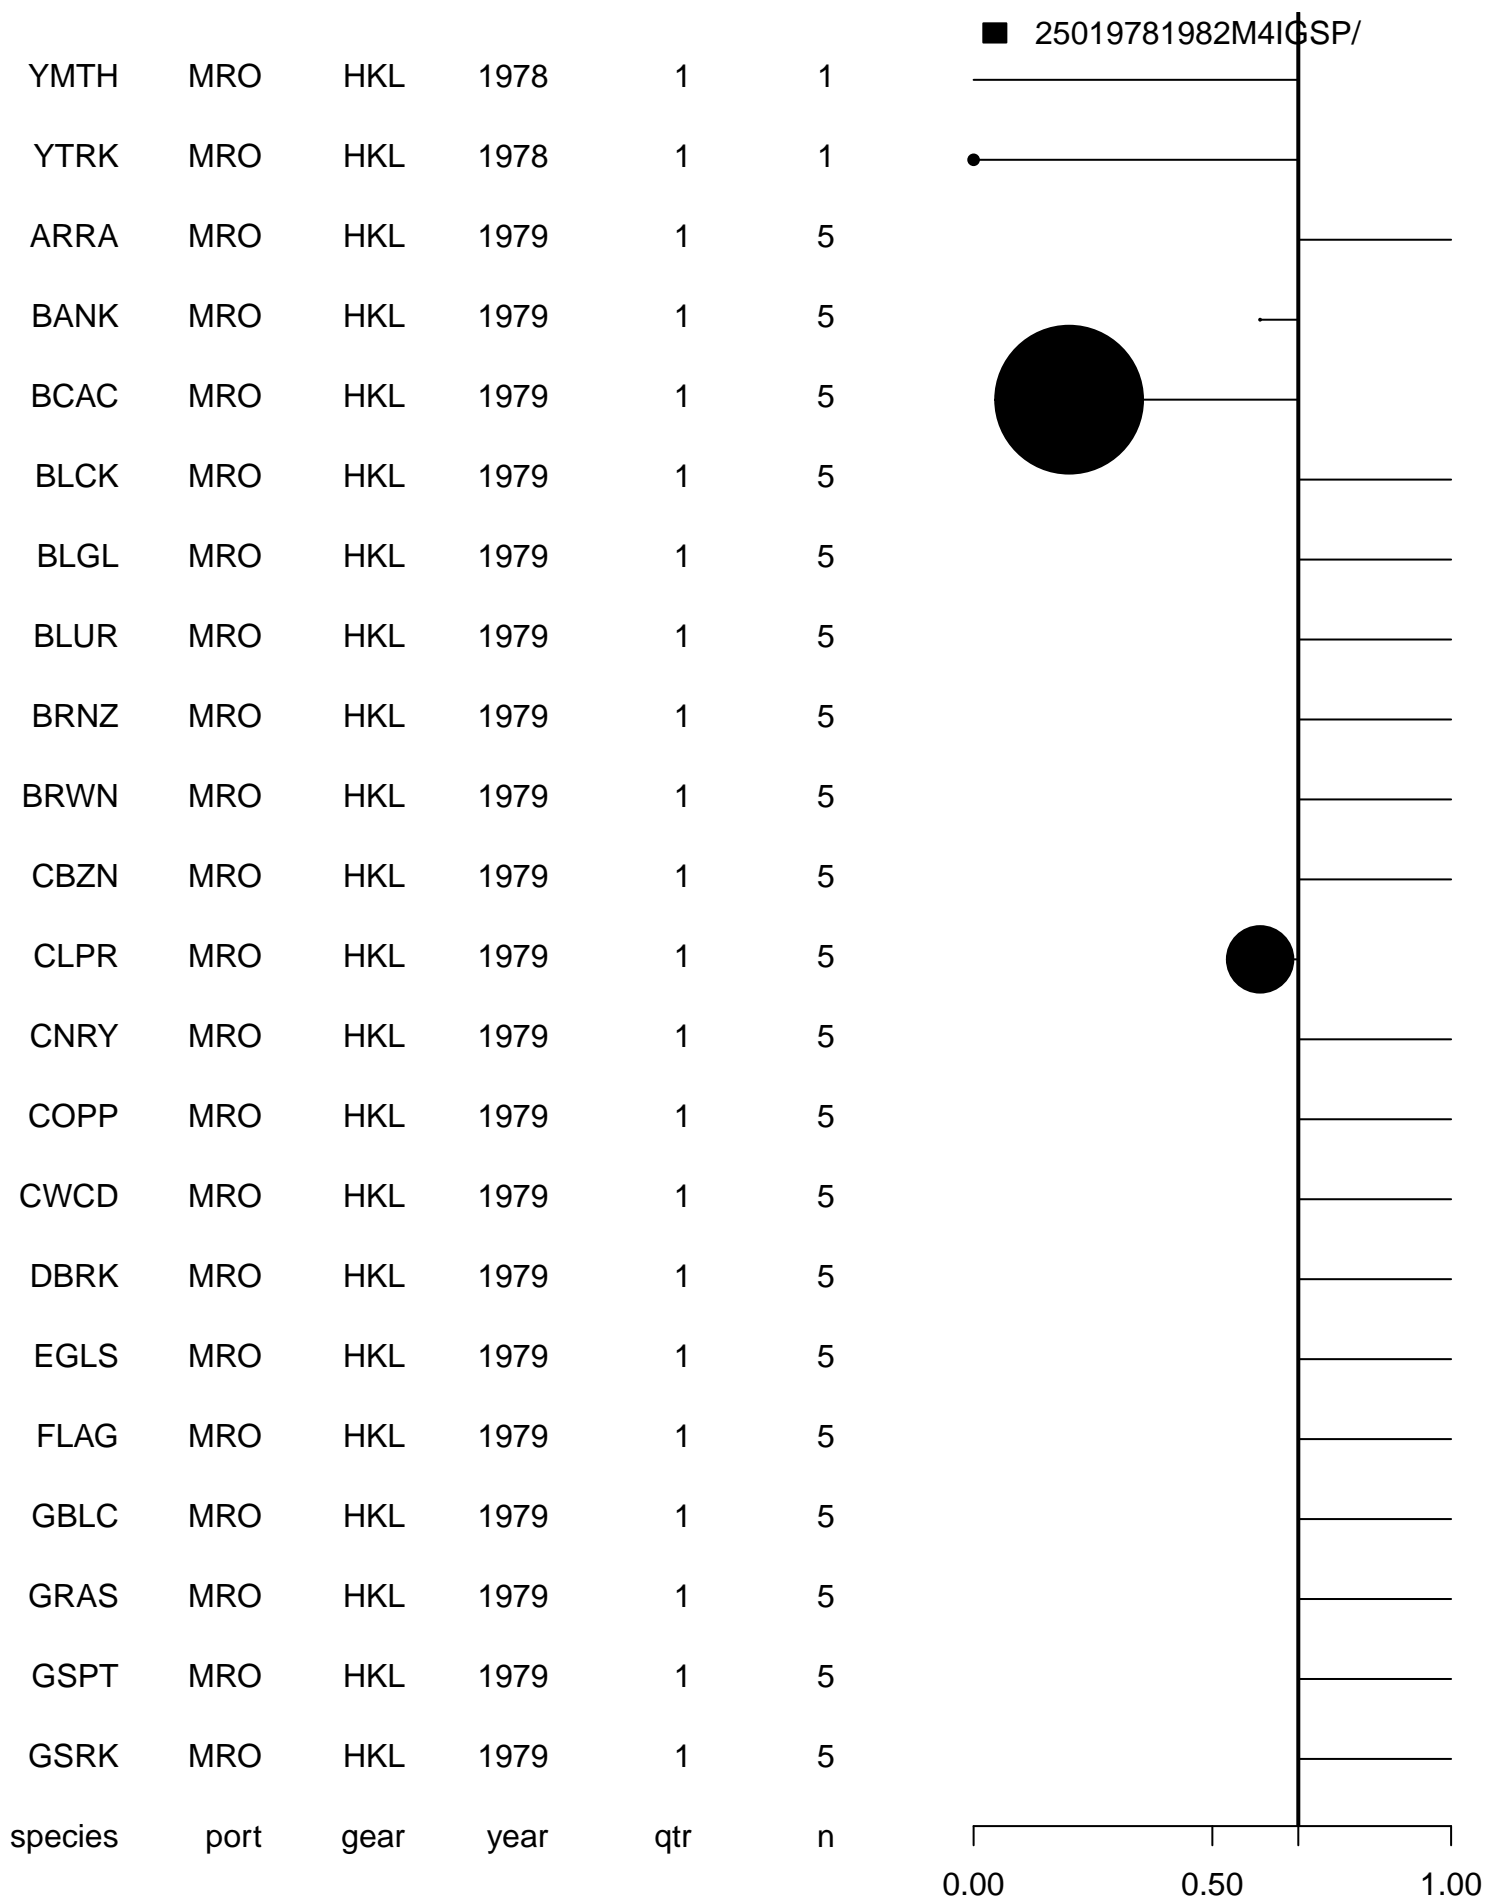 25019781982M4IGSP/
YMTH MRO HKL 1978 1 1
YTRK MRO HKL 1978 1 1
ARRA MRO HKL 1979 1 5
BANK MRO HKL 1979 1 5
BCAC MRO HKL 1979 1 5
BLCK MRO HKL 1979 1 5
BLGL MRO HKL 1979 1 5
BLUR MRO HKL 1979 1 5
BRNZ MRO HKL 1979 1 5
BRWN MRO HKL 1979 1 5
CBZN MRO HKL 1979 1 5
CLPR MRO HKL 1979 1 5
CNRY MRO HKL 1979 1 5
COPP MRO HKL 1979 1 5
CWCD MRO HKL 1979 1 5
DBRK MRO HKL 1979 1 5
EGLS MRO HKL 1979 1 5
FLAG MRO HKL 1979 1 5
GBLC MRO HKL 1979 1 5
GRAS MRO HKL 1979 1 5
GSPT MRO HKL 1979 1 5
GSRK MRO HKL 1979 1 5
species port gear year qtr n
0.00 0.50 1.00